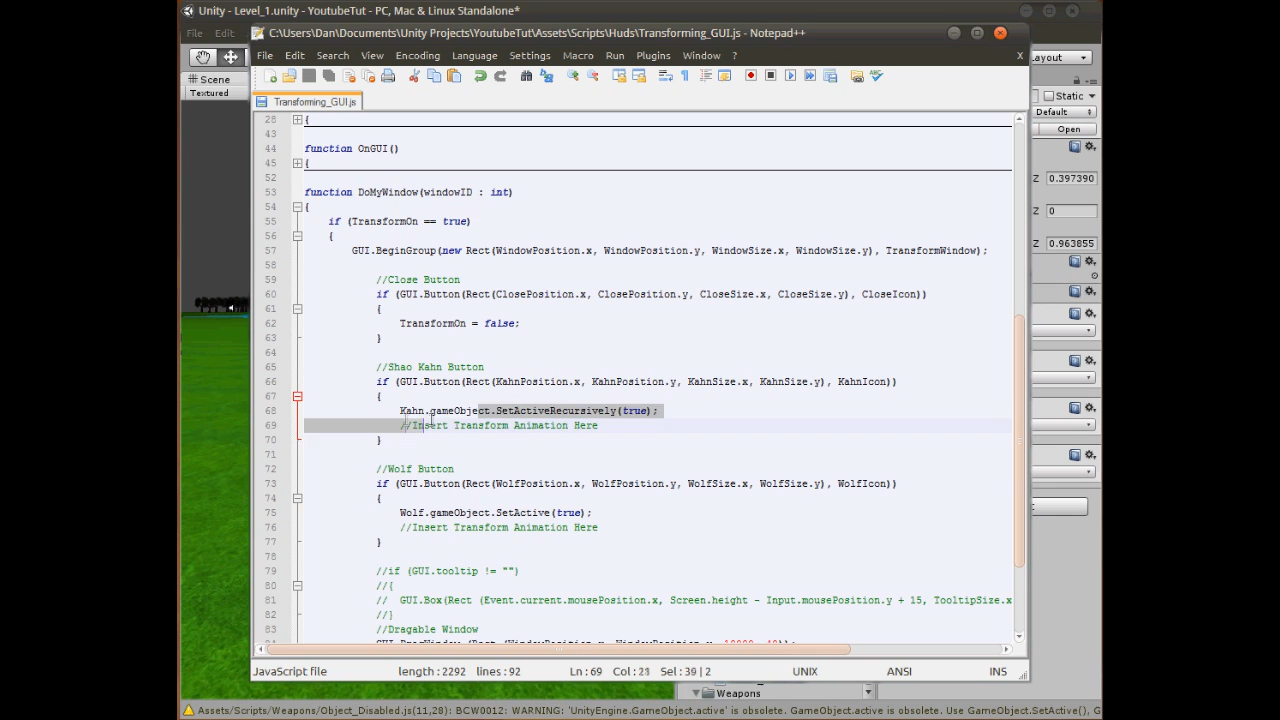 Unity - Level_1.unity - YoutubeTut - PC, Mac & Linux Standalone*
File Edit
C:\Users\Dan\Documents\Unity Projects\YoutubeTut\Assets\Scripts\Huds\Transforming_GUI.js - Notepad++
File Edit Search View Encoding Language Settings Macro Run Plugins Window ? X
Transforming_GUI.js
Scene
Textured
Layout
Static
Default
Open
Z 0.397390
Z 0
Z 0.963855
28 {
43
44 function OnGUI()
45 {
52
53 function DoMyWindow(windowID : int)
54 {
55 if (TransformOn == true)
56 {
57 GUI.BeginGroup(new Rect(WindowPosition.x, WindowPosition.y, WindowSize.x, WindowSize.y), TransformWindow);
58
59 //Close Button
60 if (GUI.Button(Rect(ClosePosition.x, ClosePosition.y, CloseSize.x, CloseSize.y), CloseIcon))
61 {
62 TransformOn = false;
63 }
64
65 //Shao Kahn Button
66 if (GUI.Button(Rect(KahnPosition.x, KahnPosition.y, KahnSize.x, KahnSize.y), KahnIcon))
67 {
68 Kahn.gameObject.SetActiveRecursively(true);
69 //Insert Transform Animation Here
70 }
71
72 //Wolf Button
73 if (GUI.Button(Rect(WolfPosition.x, WolfPosition.y, WolfSize.x, WolfSize.y), WolfIcon))
74 {
75 Wolf.gameObject.SetActive(true);
76 //Insert Transform Animation Here
77 }
78
79 //if (GUI.tooltip != "")
80 //{
81 // GUI.Box(Rect (Event.current.mousePosition.x, Screen.height - Input.mousePosition.y + 15, TooltipSize.x
82 //}
83 //Dragable Window
JavaScript file length:2292 lines:92 Ln:69 Col:21 Sel:39|2 UNIX ANSI INS
Weapons
Assets/Scripts/Weapons/Object_Disabled.js(11,28): BCW0012: WARNING: 'UnityEngine.GameObject.active' is obsolete. GameObject.active is obsolete. Use GameObject.SetActive(), G